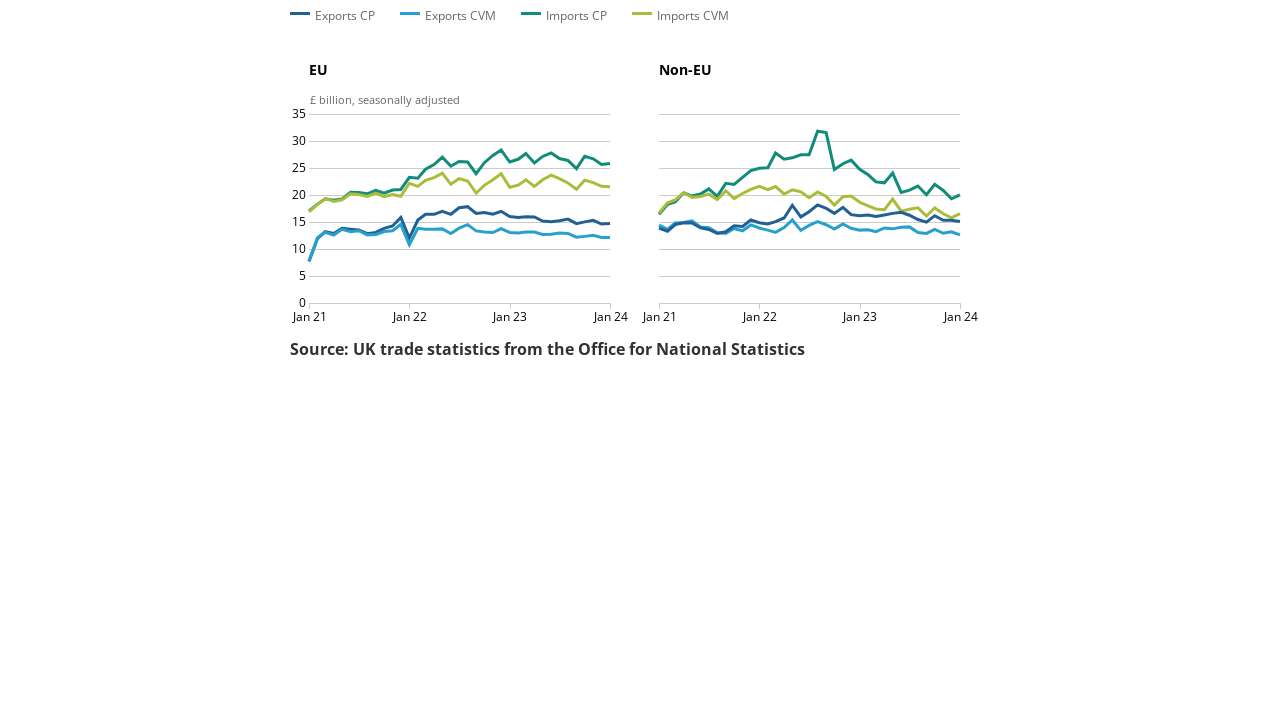 Exports CP Exports CVM Imports CP Imports CVM
EU Non-EU
£ billion, seasonally adjusted
35
30
25
20
15
10
5
0
Jan 21 Jan 22 Jan 23 Jan 24 Jan 21 Jan 22 Jan 23 Jan 24
Source: UK trade statistics from the Office for National Statistics